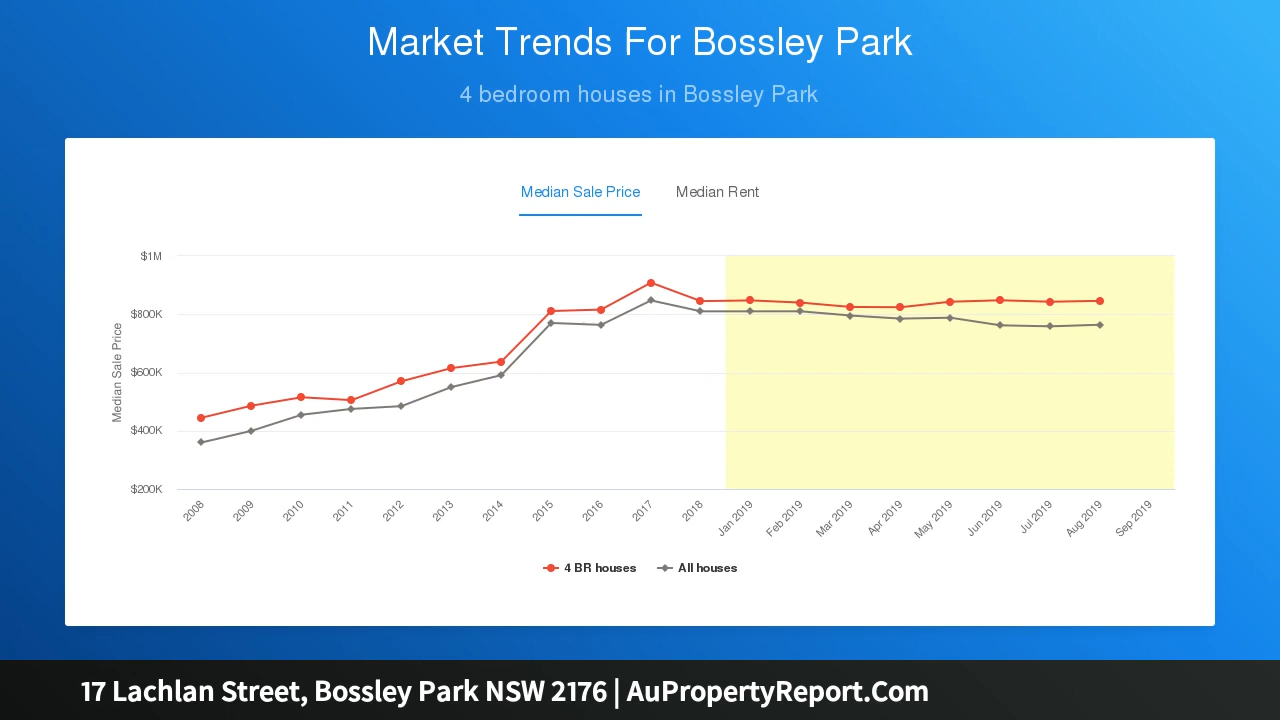 Market Trends For Bossley Park
4 bedroom houses in Bossley Park
Median Sale Price Median Rent
Median Sale Price
$1M
$800K
$600K
$400K
$200K
2008 2009 2010 2011 2012 2013 2014 2015 2016 2017 2018 Jan 2019 Feb 2019 Mar 2019 Apr 2019 May 2019 Jun 2019 Jul 2019 Aug 2019 Sep 2019
4 BR houses All houses
17 Lachlan Street, Bossley Park NSW 2176 | AuPropertyReport.Com